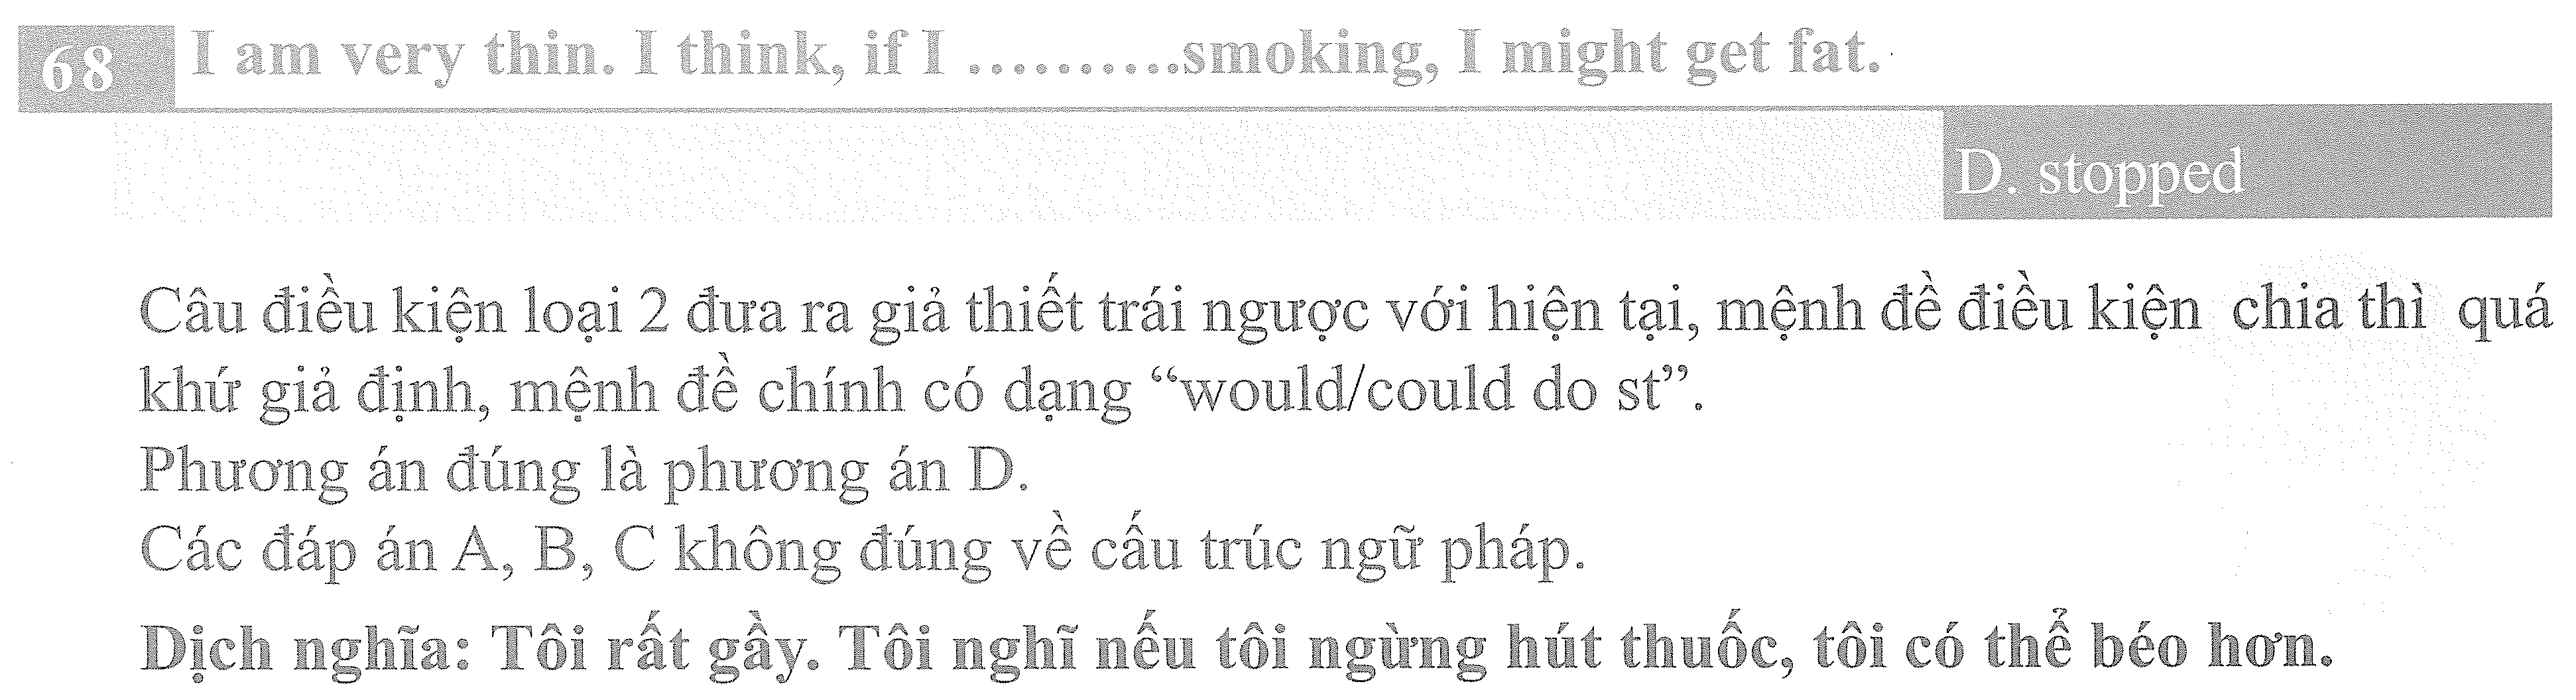 68 I am very thin. I think, if I ..........smoking, I might get fat.
D. stopped
Câu điều kiện loại 2 đưa ra giả thiết trái ngược với hiện tại, mệnh đề điều kiện chia thì quá
khứ giả định, mệnh đề chính có dạng “would/could do st”.
Phương án đúng là phương án D.
Các đáp án A, B, C không đúng về cấu trúc ngữ pháp.
Dịch nghĩa: Tôi rất gầy. Tôi nghĩ nếu tôi ngừng hút thuốc, tôi có thể béo hơn.